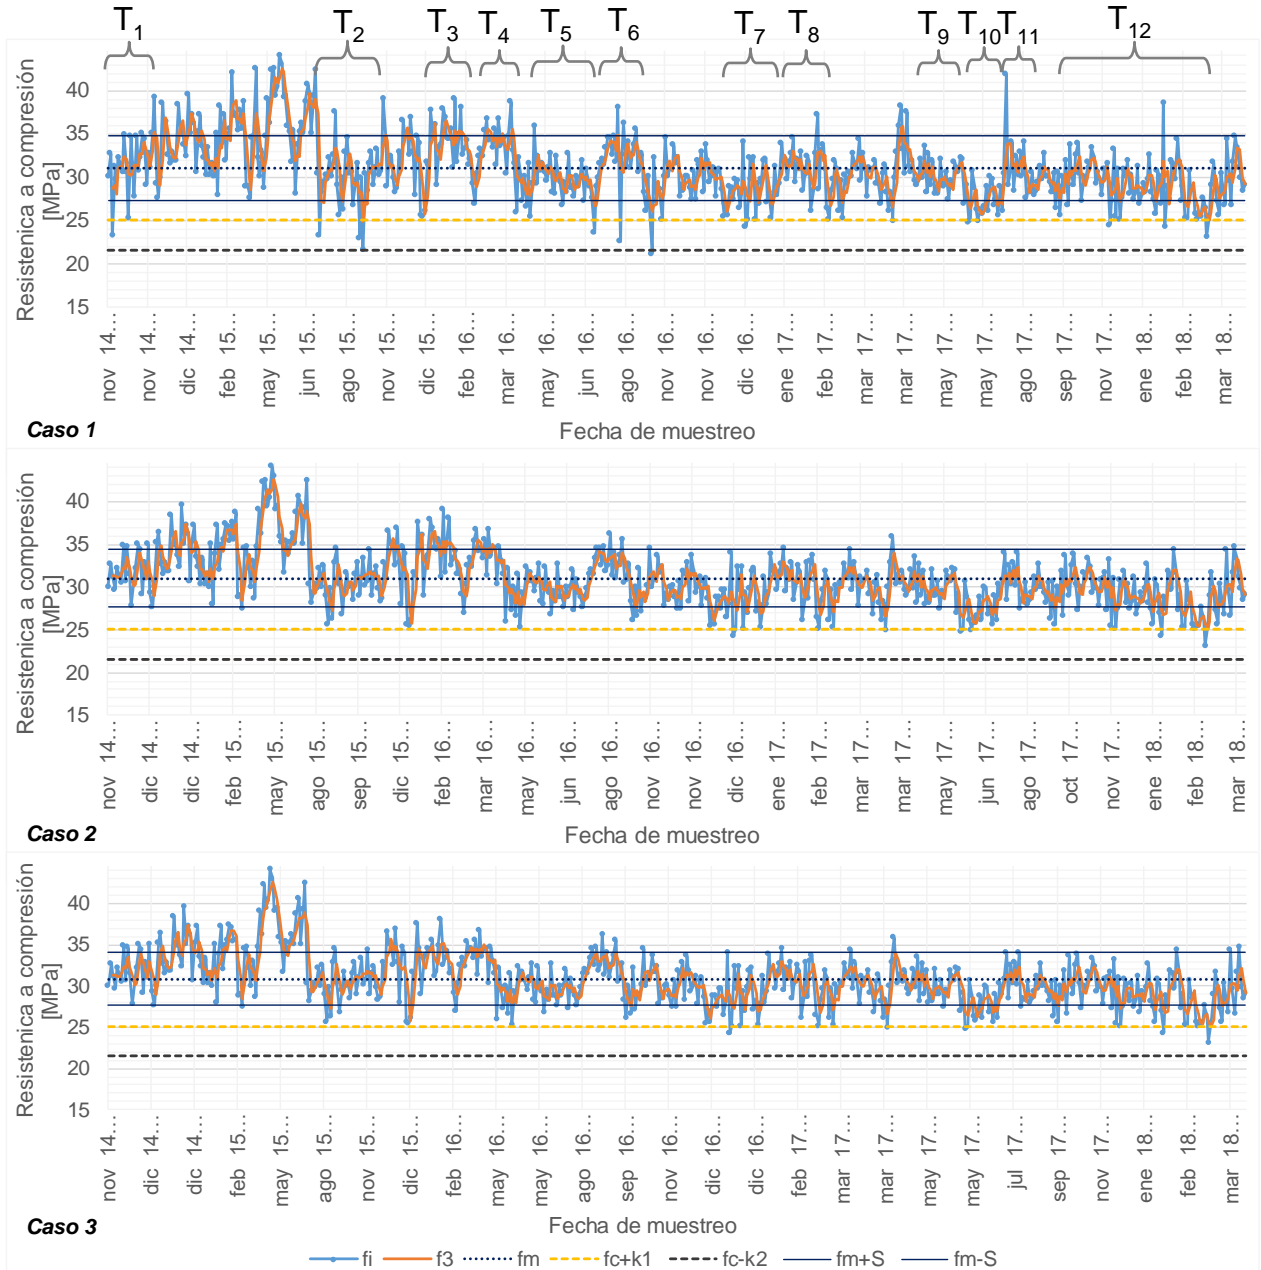 T1 T2 T3 T4 T5 T6 T7 T8 T9 T10 T11 T12
Resistenica a compresión
[MPa]
40
35
30
25
20
15
nov 14… nov 14… dic 14… feb 15… may 15… jun 15… ago 15… sep 15… dic 15… feb 16… mar 16… may 16… jun 16… ago 16… nov 16… nov 16… dic 16… ene 17… mar 17… mar 17… mar 17… may 17… may 17… ago 17… sep 17… nov 17… ene 18… feb 18… mar 18…
Caso 1
Fecha de muestreo
Resistenica a compresión
[MPa]
40
35
30
25
20
15
nov 14… dic 14… dic 14… feb 15… may 15… ago 15… sep 15… dic 15… feb 16… mar 16… may 16… jun 16… ago 16… nov 16… nov 16… dic 16… ene 17… feb 17… mar 17… mar 17… may 17… jun 17… ago 17… oct 17… nov 17… ene 18… feb 18… mar 18…
Caso 2
Fecha de muestreo
Resistenica a compresión
[MPa]
40
35
30
25
20
15
nov 14… dic 14… dic 14… feb 15… may 15… ago 15… oct 15… dic 15… feb 16… mar 16… may 16… ago 16… sep 16… nov 16… dic 16… dic 16… feb 17… mar 17… mar 17… may 17… may 17… jul 17… sep 17… nov 17… ene 18… feb 18… mar 18…
Caso 3
Fecha de muestreo
fi f3 fm fc+k1 fc-k2 fm+S fm-S